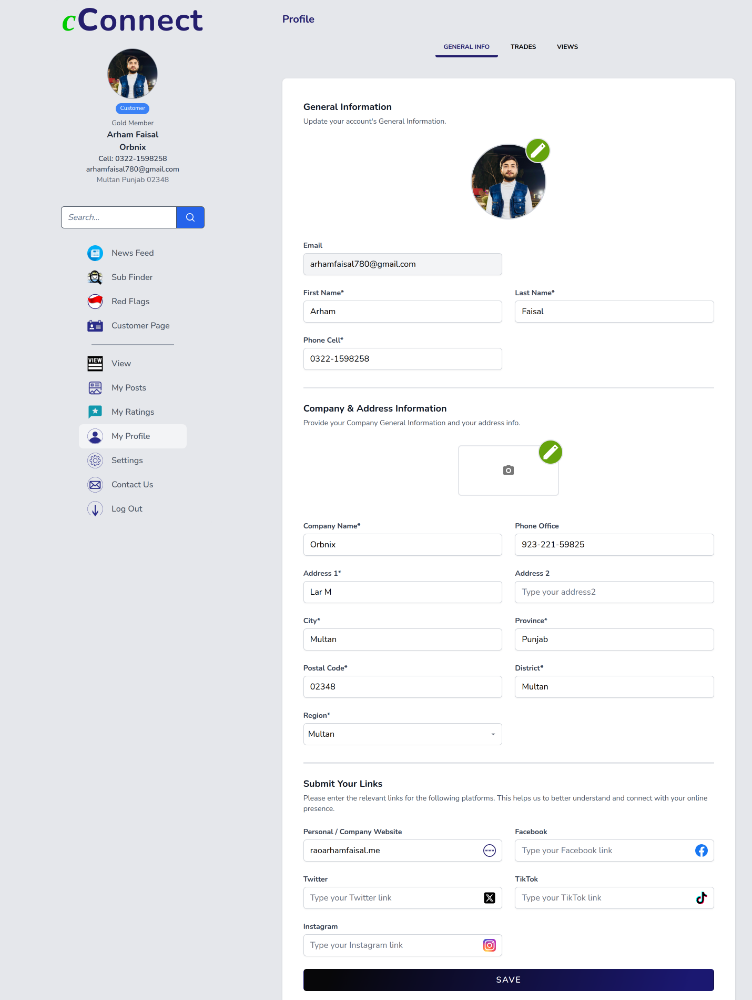 cConnect
Customer
Gold Member
Arham Faisal
Orbnix
Cell: 0322-1598258
arhamfaisal780@gmail.com
Multan Punjab 02348
Search...
News Feed
Sub Finder
Red Flags
Customer Page
VIEW
View
My Posts
My Ratings
My Profile
Settings
Contact Us
Log Out
Profile
GENERAL INFO TRADES VIEWS
General Information
Update your account's General Information.
Email
arhamfaisal780@gmail.com
First Name* Last Name*
Arham Faisal
Phone Cell*
0322-1598258
Company & Address Information
Provide your Company General Information and your address info.
Company Name* Phone Office
Orbnix 923-221-59825
Address 1* Address 2
Lar M Type your address2
City* Province*
Multan Punjab
Postal Code* District*
02348 Multan
Region*
Multan
Submit Your Links
Please enter the relevant links for the following platforms. This helps us to better understand and connect with your online
presence.
Personal / Company Website Facebook
raoarhamfaisal.me www Type your Facebook link
Twitter TikTok
Type your Twitter link Type your TikTok link
Instagram
Type your Instagram link
SAVE